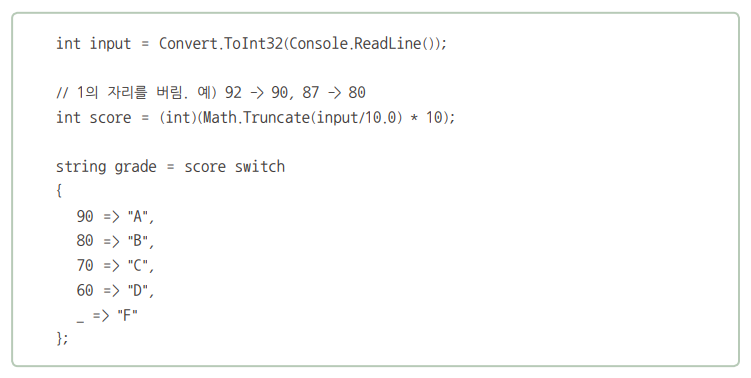 int input = Convert.ToInt32(Console.ReadLine());
// 1의 자리를 버림. 예) 92 -> 90, 87 -> 80
int score = (int)(Math.Truncate(input/10.0) * 10);
string grade = score switch
{
90 => "A",
80 => "B",
70 => "C",
60 => "D",
_ => "F"
};